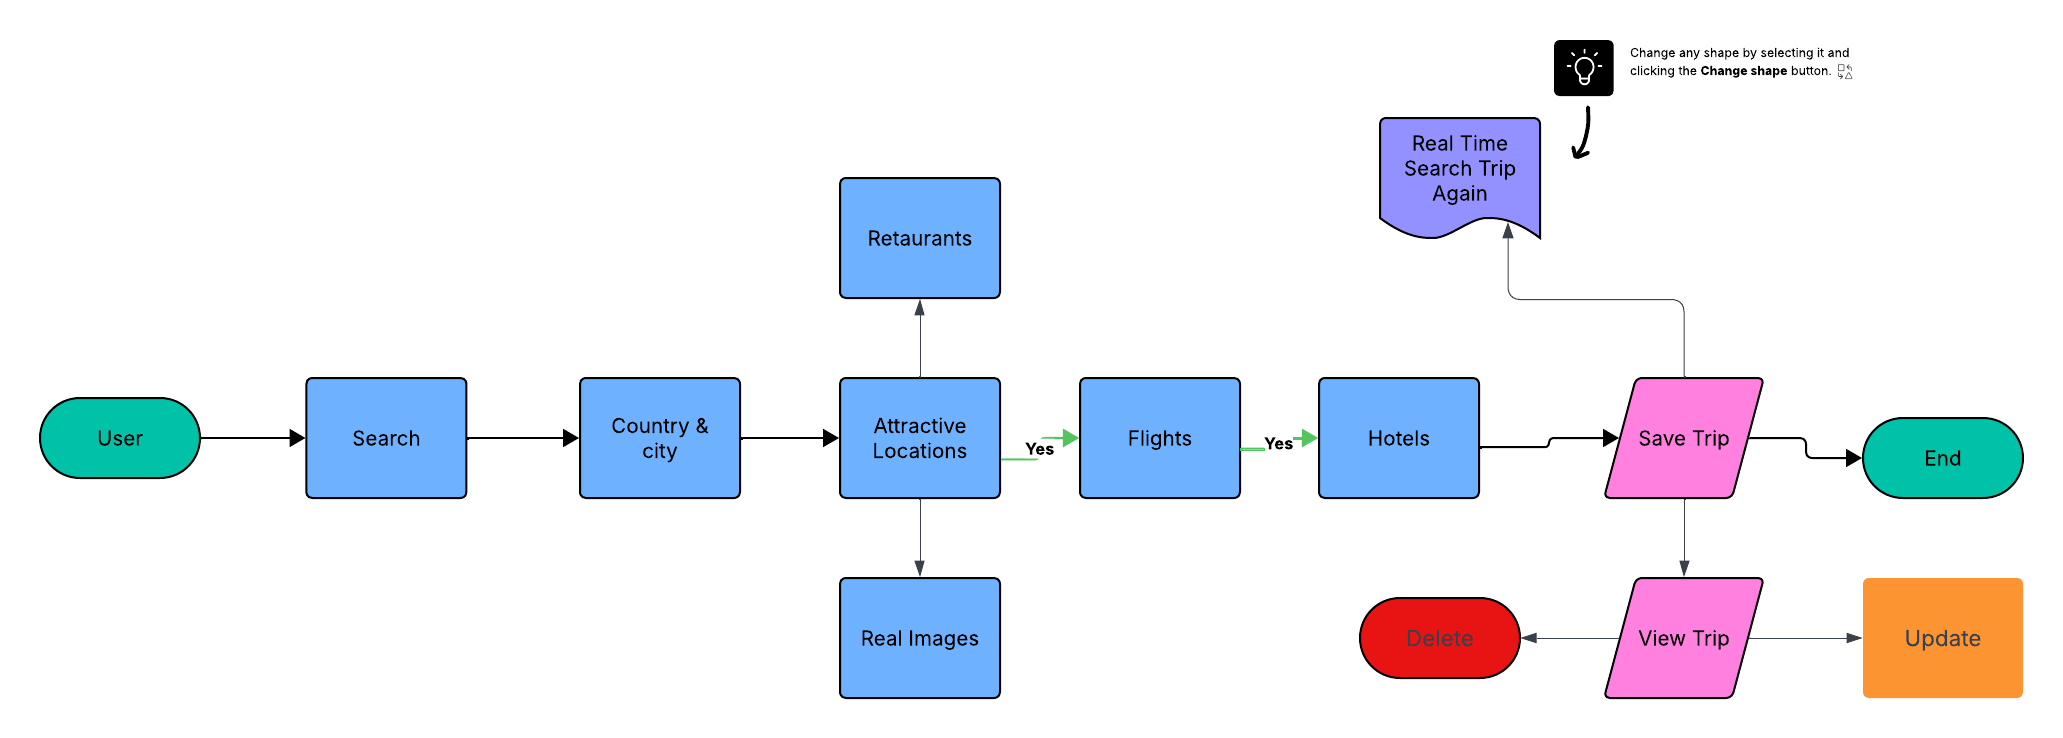 Change any shape by selecting it and
clicking the Change shape button.
Real Time
Search Trip
Again
Retaurants
User
Search
Country &
city
Attractive
Locations
Yes
Flights
Yes
Hotels
Save Trip
End
Real Images
Delete
View Trip
Update